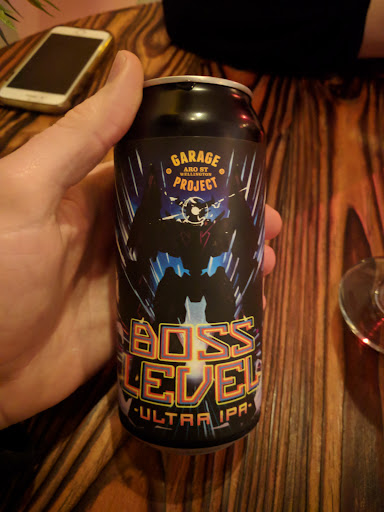 GARAGE
ARO ST
WELLINGTON
PROJECT
BOSS
LEVEL
-ULTRA IPA-